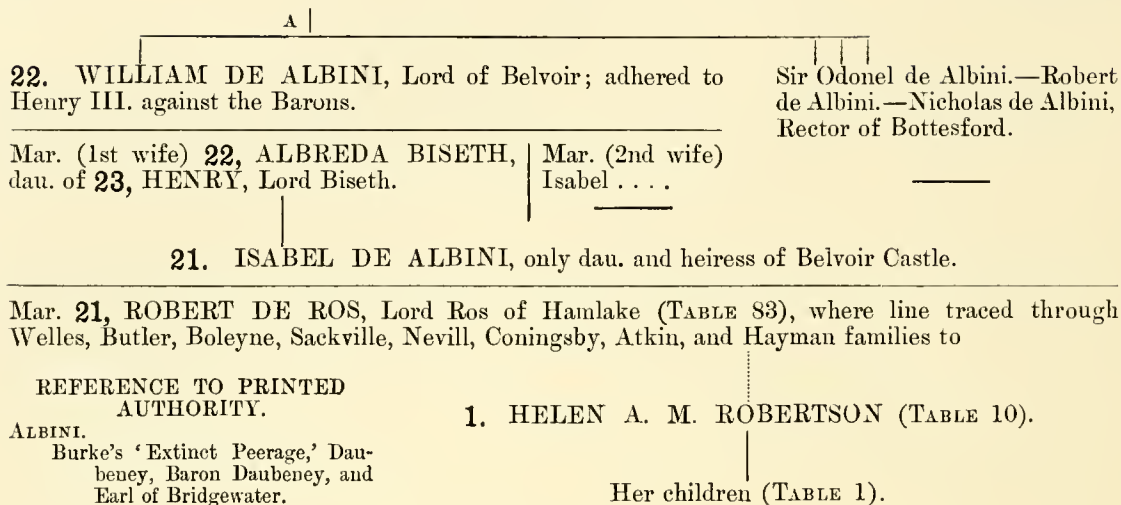 A
22. WILLIAM DE ALBINI, Lord of Belvoir; adhered to
Henry III. against the Barons.
Sir Odonel de Albini.—Robert
de Albini.—Nicholas de Albini,
Rector of Bottesford.
Mar. (1st wife) 22, ALBREDA BISETH,
dau. of 23, HENRY, Lord Biseth.
Mar. (2nd wife)
Isabel . . . .
21. ISABEL DE ALBINI, only dau. and heiress of Belvoir Castle.
Mar. 21, ROBERT DE ROS, Lord Ros of Hamlake (TABLE 83), where line traced through
Welles, Butler, Boleyne, Sackville, Nevill, Coningsby, Atkin, and Hayman families to
REFERENCE TO PRINTED
AUTHORITY.
ALBINI.
Burke's 'Extinct Peerage,' Dau-
beney, Baron Daubeney, and
Earl of Bridgewater.
1. HELEN A. M. ROBERTSON (TABLE 10).
Her children (TABLE 1).